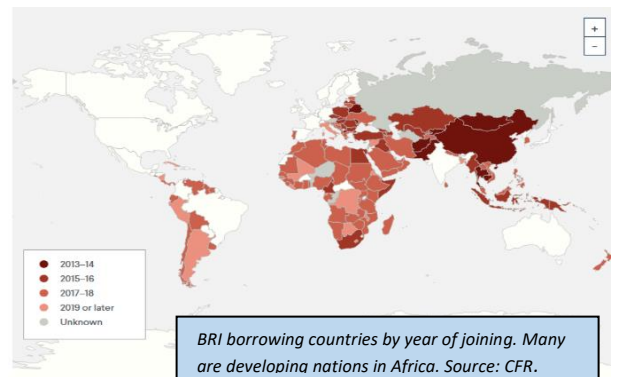 +
−
2013–14
2015–16
2017–18
2019 or later
Unknown
BRI borrowing countries by year of joining. Many
are developing nations in Africa. Source: CFR.